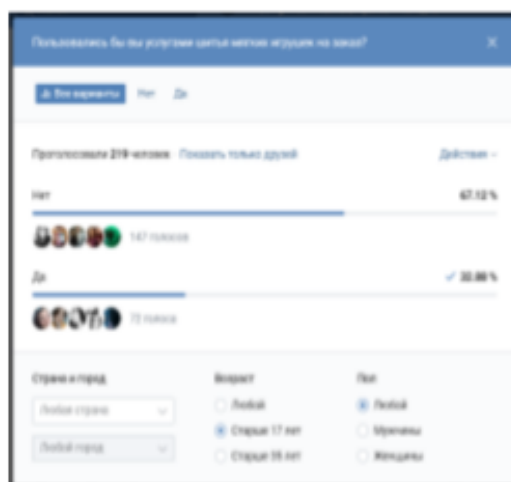 Пользовались бы вы услугами шитья мягких игрушек на заказ?
Все варианты Нет Да
Проголосовали 219 человек · Показать только друзей Действия
Нет 67.12 %
147 голосов
Да 32.88 %
72 голоса
Страна и город Возраст Пол
Любая страна Любой Любой
Старше 17 лет Мужчины
Любой город Старше 35 лет Женщины